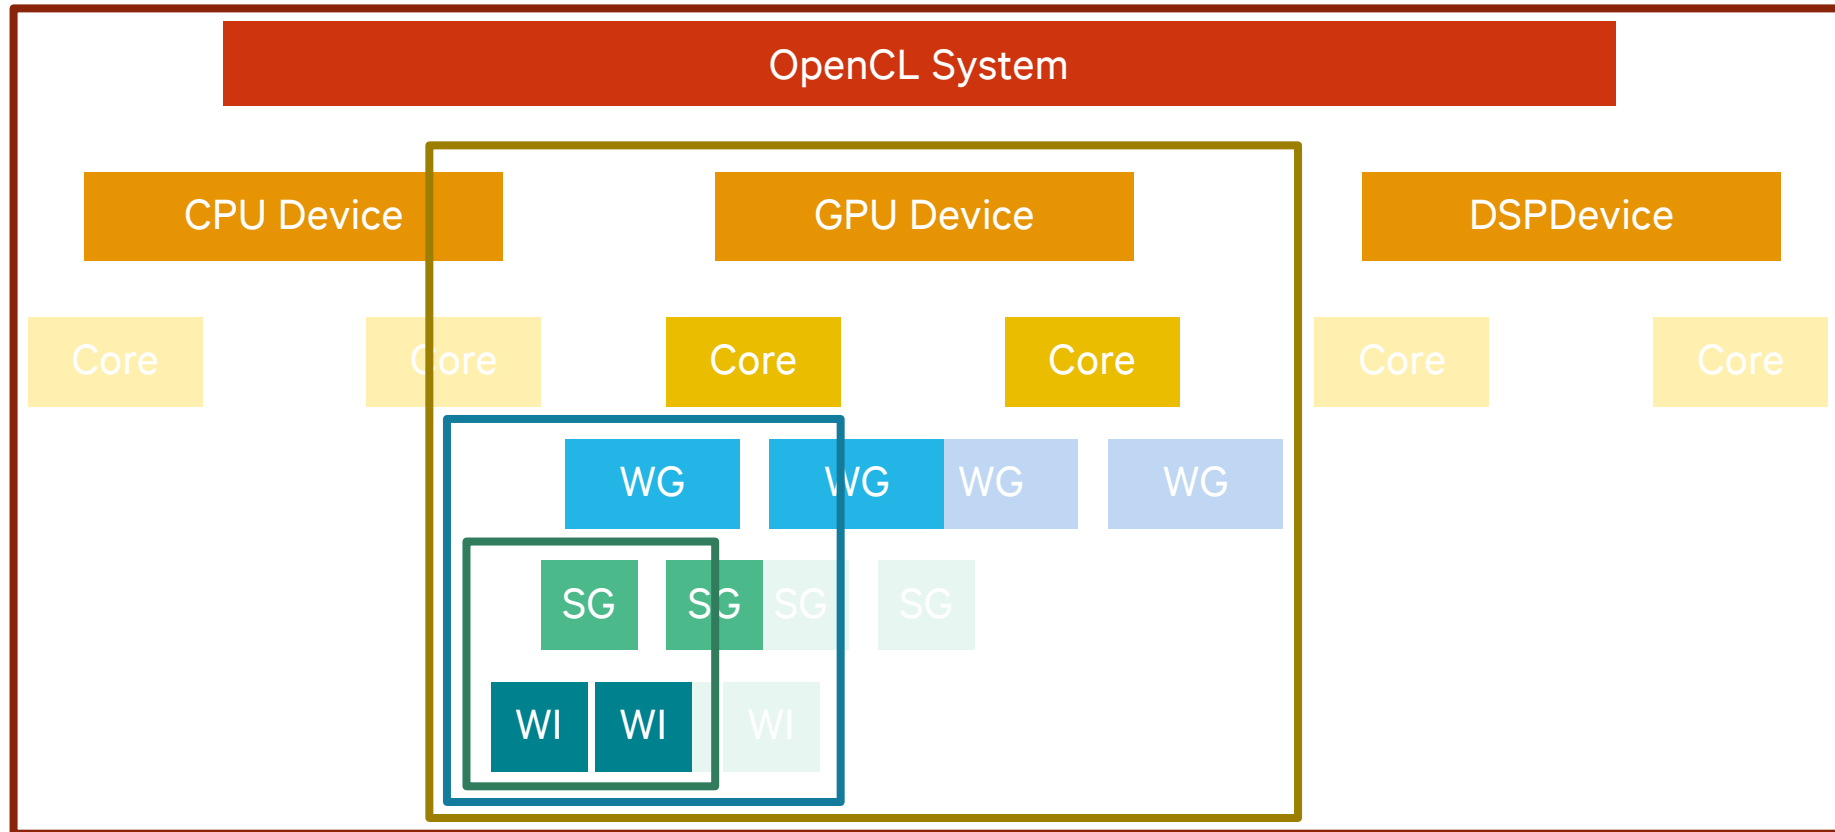 OpenCL System
CPU Device
GPU Device
DSPDevice
Core
Core
Core
Core
Core
Core
WG
WG
WG
WG
SG
SG
SG
SG
WI
WI
WI